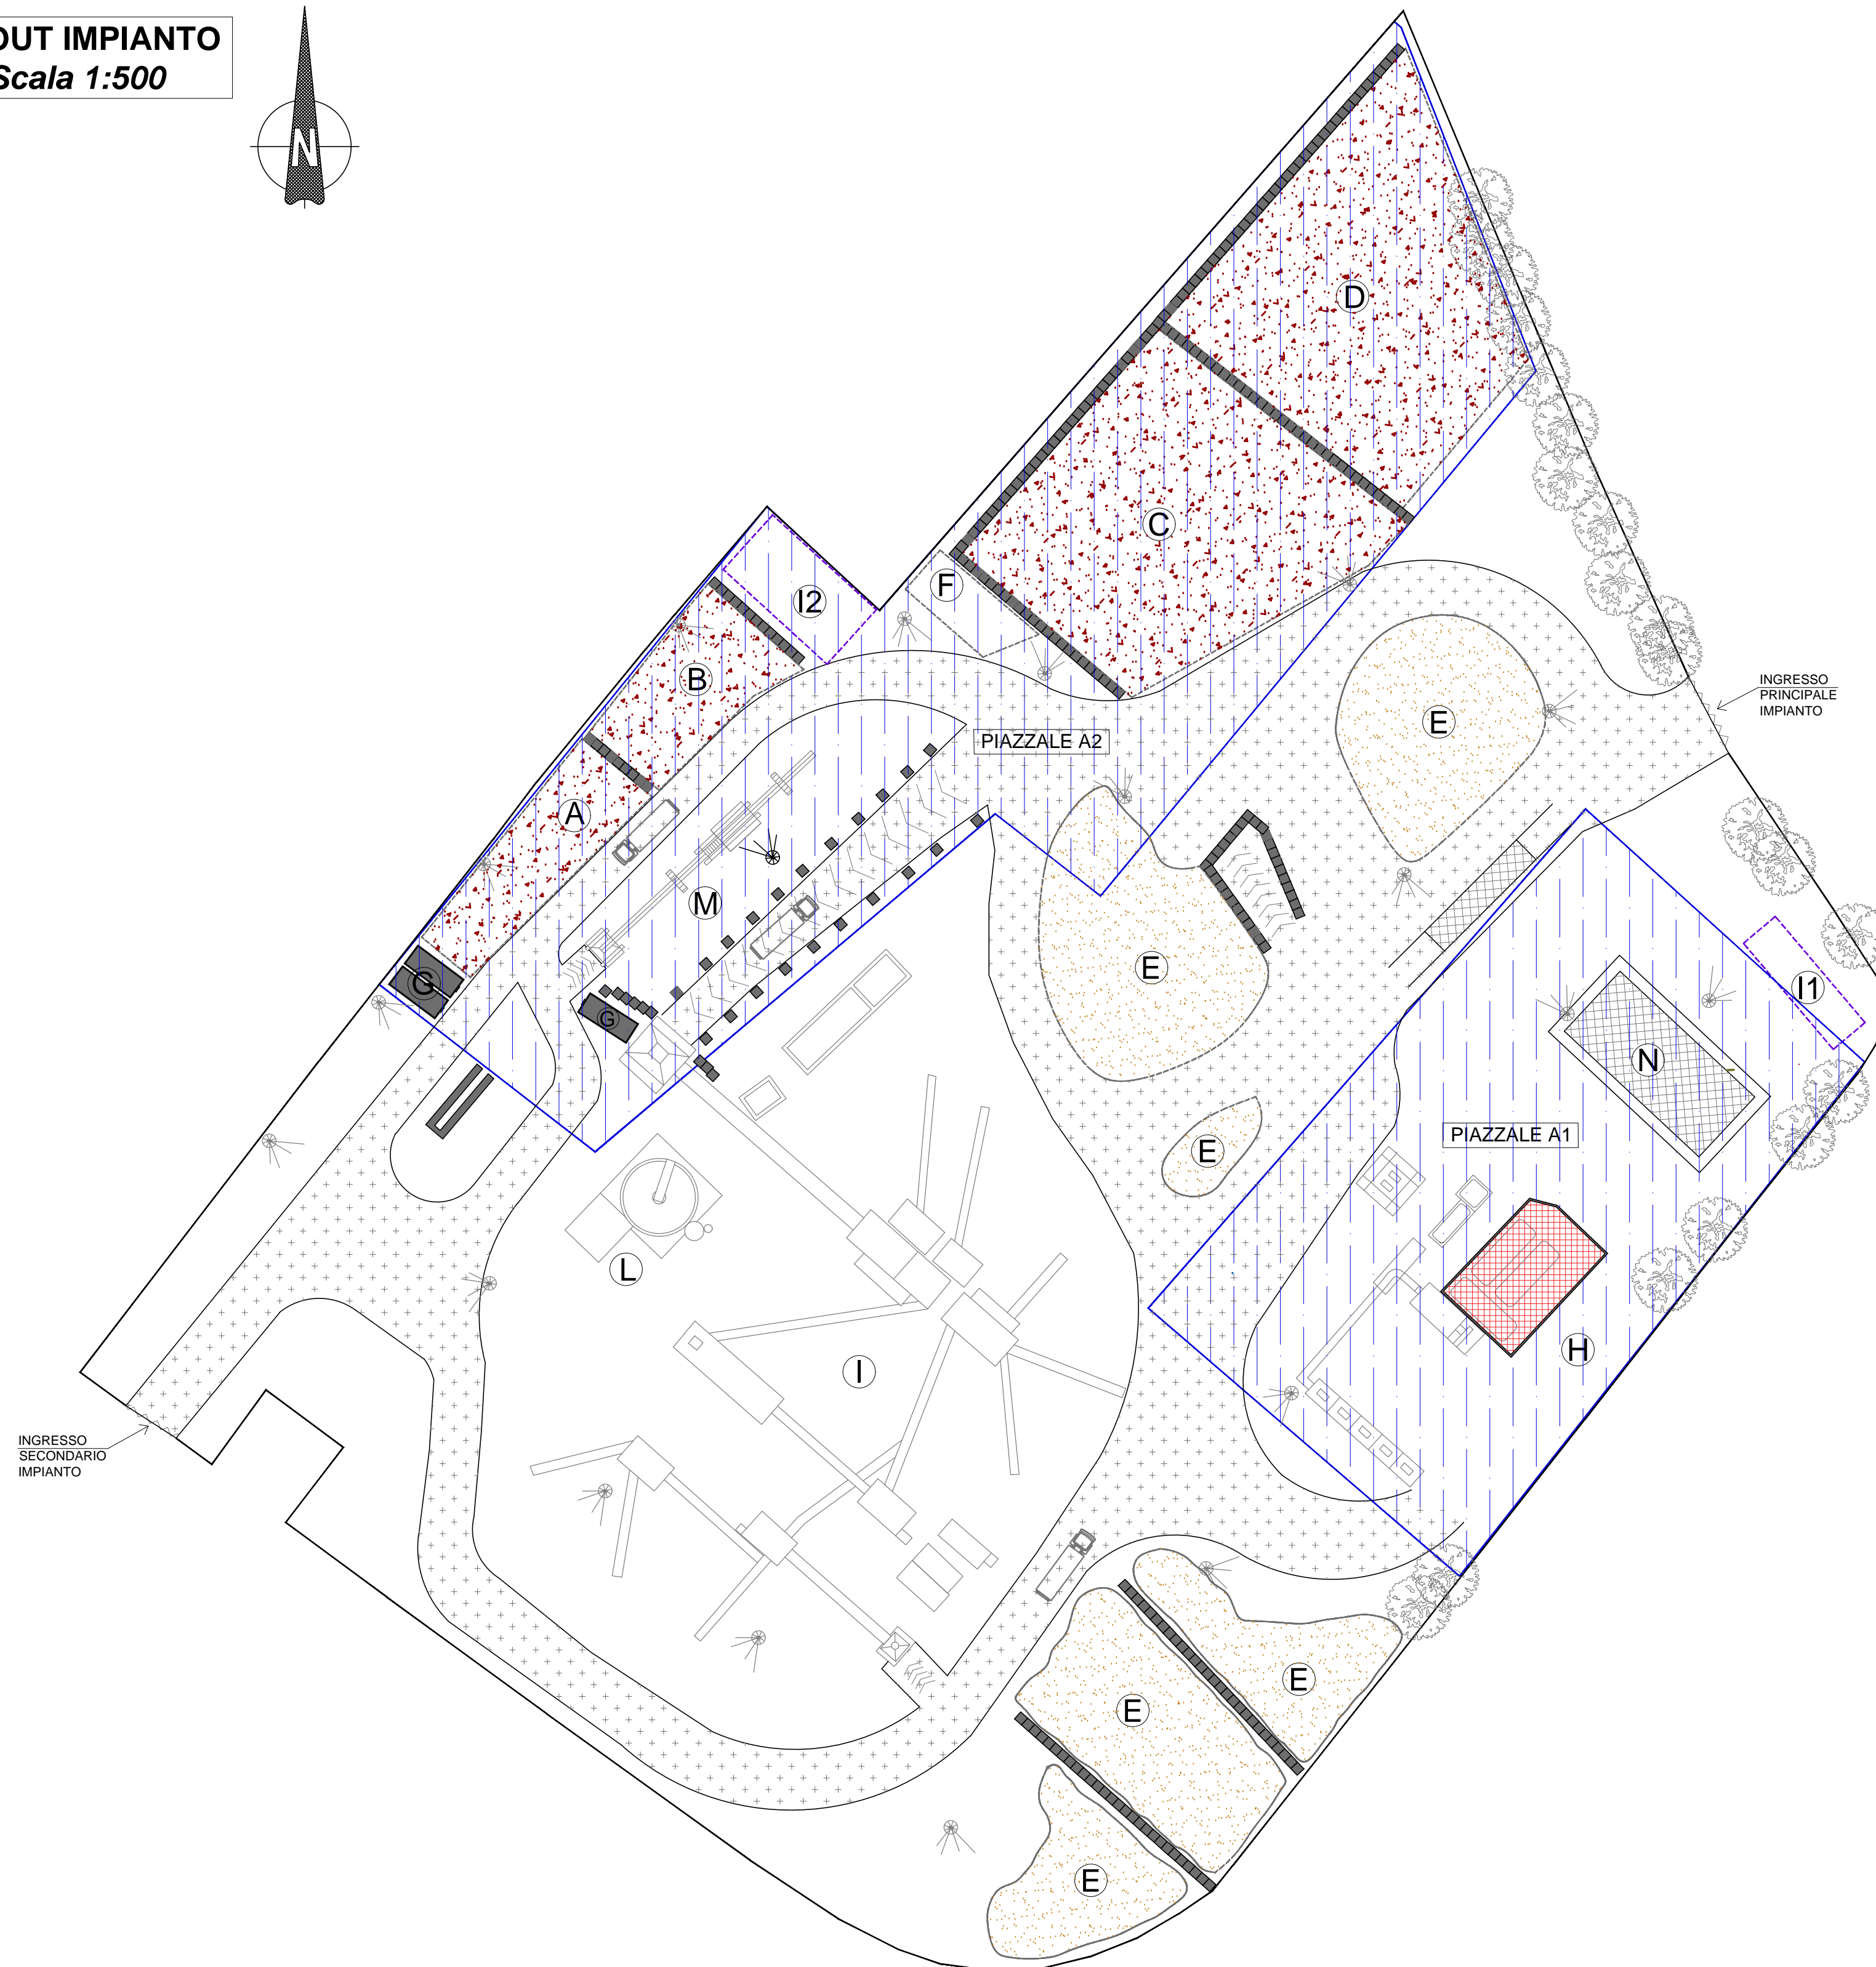 OUT IMPIANTO
Scala 1:500
N
D
C
I2
F
B
INGRESSO
PRINCIPALE
IMPIANTO
E
PIAZZALE A2
A
M
E
G
I1
G
N
PIAZZALE A1
E
L
H
I
INGRESSO
SECONDARIO
IMPIANTO
E
E
E